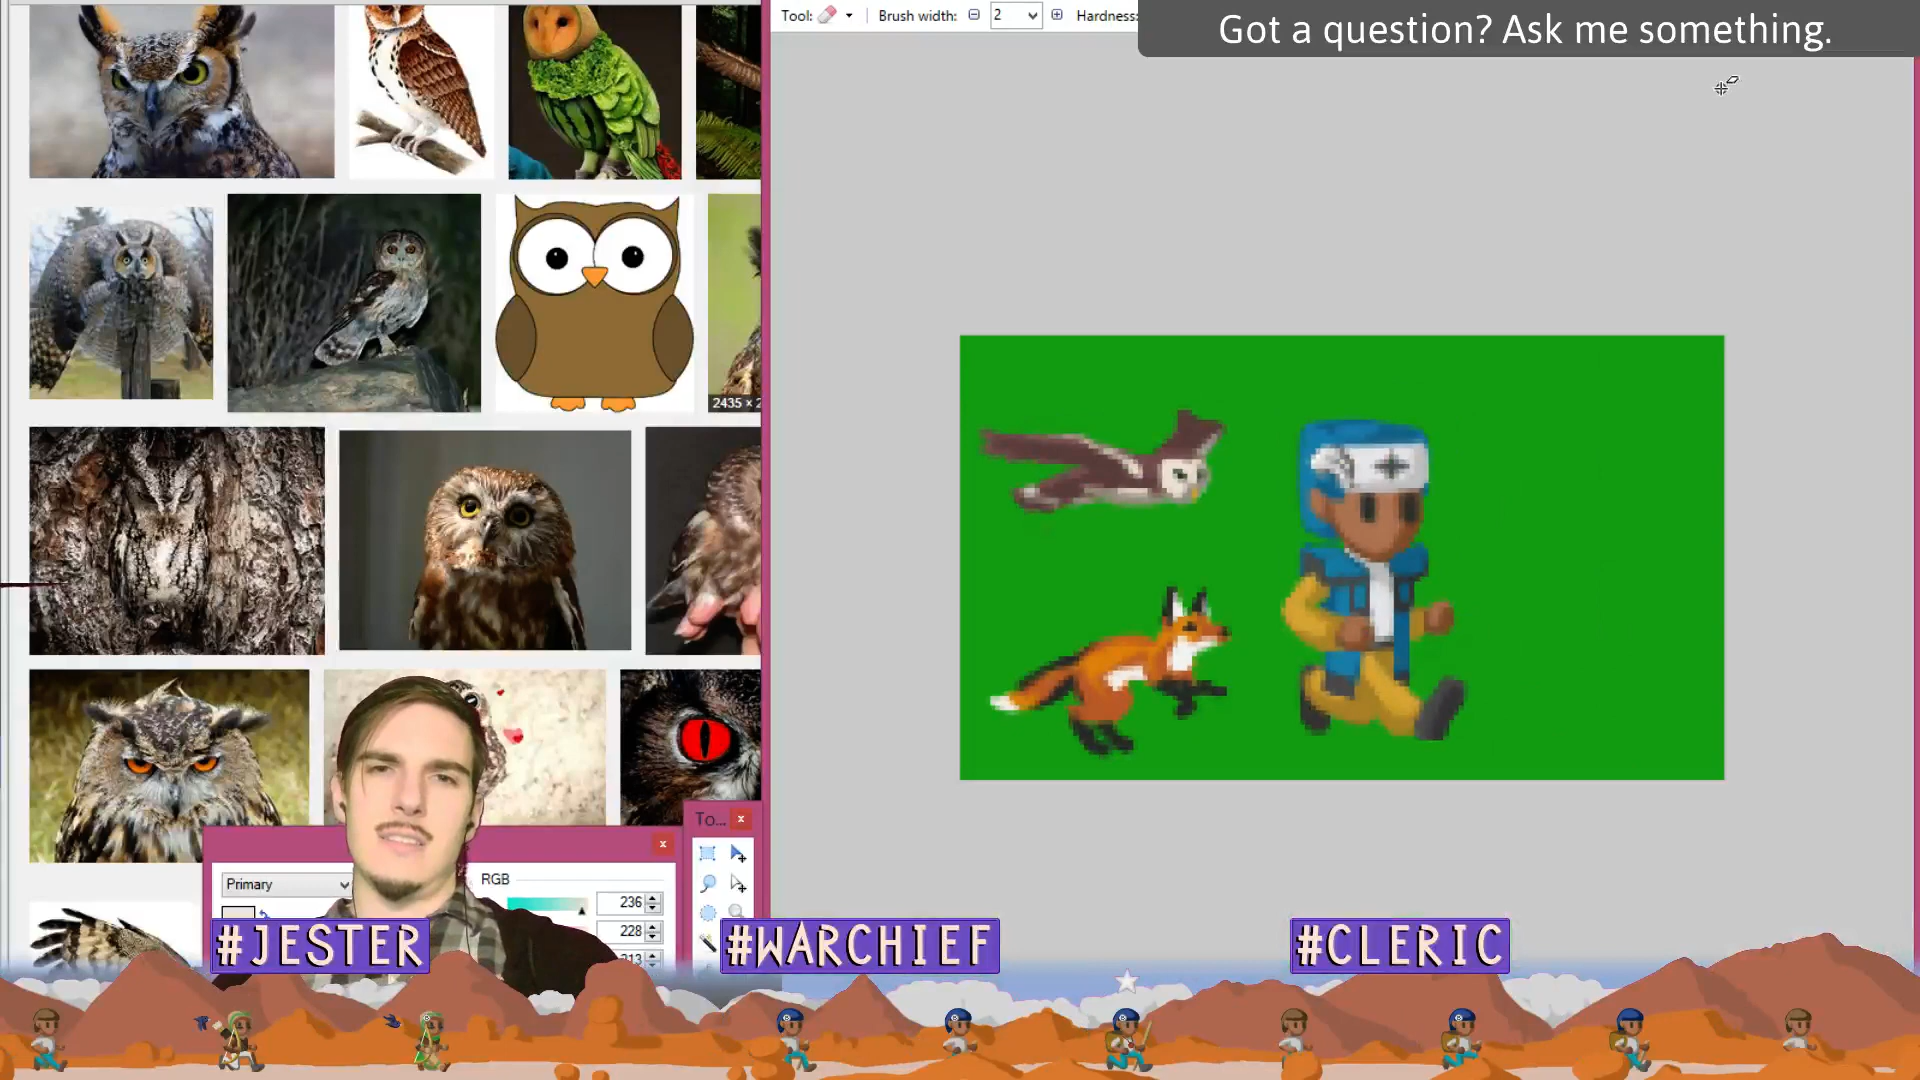 Tool:
Brush width:
2
Hardness:
Got a question? Ask me something.
2435 ×
To...
Primary
RGB
236
228
213
#JESTER
#WARCHIEF
#CLERIC